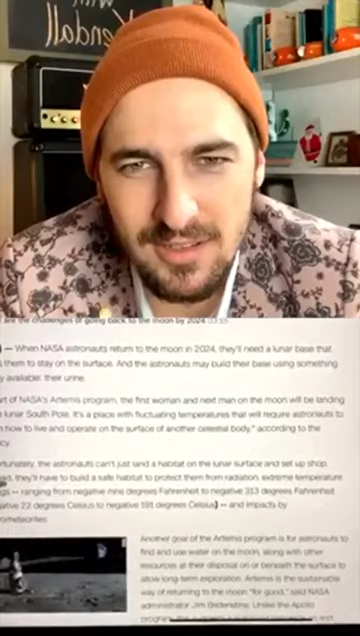 With
Kendall
are the challenges of going back to the moon by 2024 03:15
) — When NASA astronauts return to the moon in 2024, they'll need a lunar base that
s them to stay on the surface. And the astronauts may build their base using something
y available: their urine.
rt of NASA's Artemis program, the first woman and next man on the moon will be landing
e lunar South Pole. It's a place with fluctuating temperatures that will require astronauts to
n how to live and operate on the surface of another celestial body," according to the
cy.
rtunately, the astronauts can't just land a habitat on the lunar surface and set up shop.
ad, they'll have to build a safe habitat to protect them from radiation, extreme temperature
gs — ranging from negative nine degrees Fahrenheit to negative 313 degrees Fahrenheit
ative 22 degrees Celsius to negative 191 degrees Celsius) — and impacts by
rometeorites.
Another goal of the Artemis program is for astronauts to
find and use water on the moon, along with other
resources at their disposal on or beneath the surface to
allow long-term exploration. Artemis is the sustainable
way of returning to the moon "for good," said NASA
administrator Jim Bridenstine. Unlike the Apollo
program